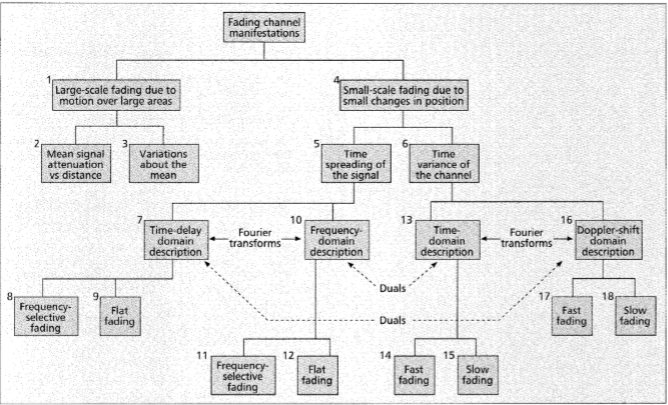 Fading channel
manifestations
1
Large-scale fading due to
motion over large areas
4
Small-scale fading due to
small changes in position
2
Mean signal
attenuation
vs distance
3
Variations
about the
mean
5
Time
spreading of
the signal
6
Time
variance of
the channel
7
Time-delay
domain
description
Fourier
transforms
10
Frequency-
domain
description
13
Time-
domain
description
Fourier
transforms
16
Doppler-shift
domain
description
Duals
Duals
8
Frequency-
selective
fading
9
Flat
fading
17
Fast
fading
18
Slow
fading
11
Frequency-
selective
fading
12
Flat
fading
14
Fast
fading
15
Slow
fading